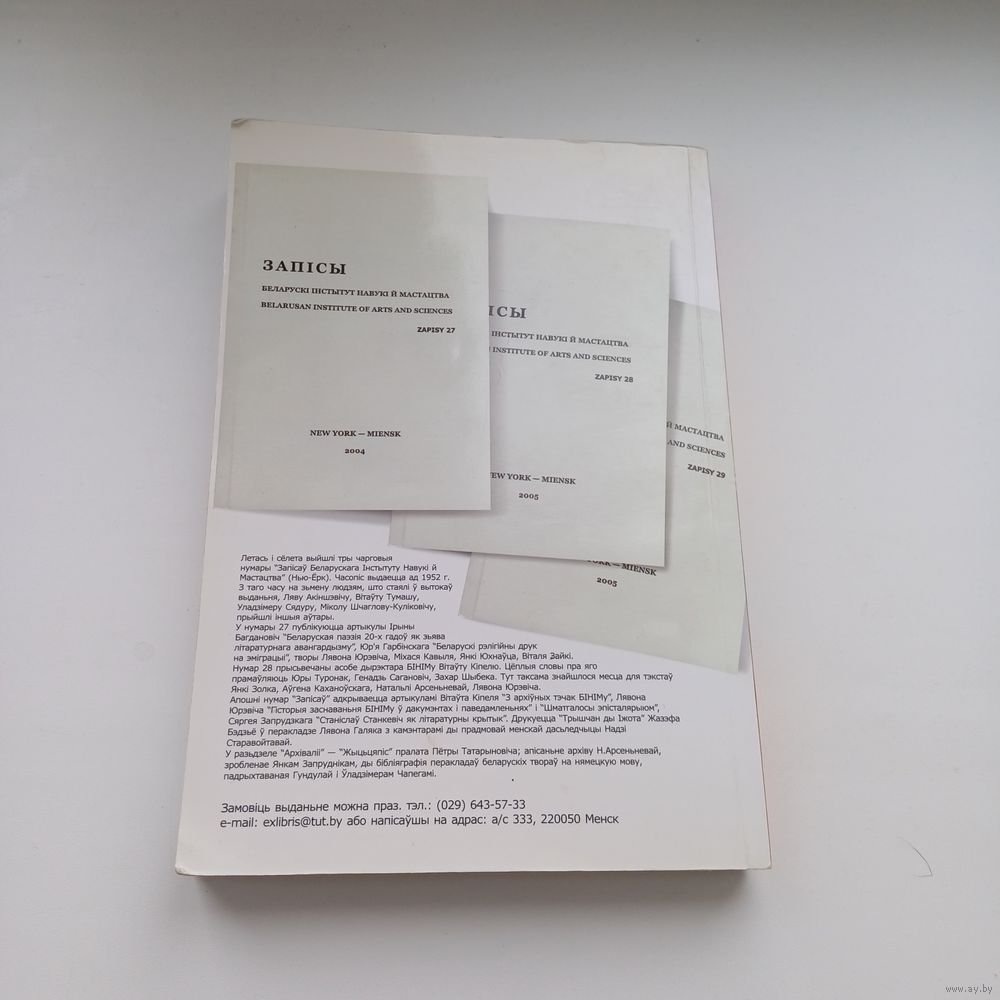 ЗАПІСЫ
БЕЛАРУСКІ ІНСТЫТУТ НАВУКІ Й МАСТАЦТВА
BELARUSAN INSTITUTE OF ARTS AND SCIENCES
ZAPISY 27
NEW YORK — MIENSK
2004
ІСЫ
ІНСТЫТУТ НАВУКІ Й МАСТАЦТВА
INSTITUTE OF ARTS AND SCIENCES
ZAPISY 28
EW YORK — MIENSK
2005
Й МАСТАЦТВА
AND SCIENCES
ZAPISY 29
YORK — MIENSK
2005
Летась і сёлета выйшлі тры чарговыя
нумары “Запісаў Беларускага Інстытуту Навукі й
Мастацтва” (Нью-Ёрк). Часопіс выдаецца ад 1952 г.
З таго часу на зьмену людзям, што стаялі ў вытокаў
выданьня, Ляву Акіншэвічу, Вітаўту Тумашу,
Уладзімеру Сядуру, Міколу Шчаглову-Куліковічу,
прыйшлі іншыя аўтары.
У нумары 27 публікуюцца артыкулы Ірыны
Багдановіч “Беларуская паэзія 20-х гадоў як зьява
літаратурнага авангардызму”, Юр'я Гарбінскага “Беларускі рэлігійны друк
на эміграцыі”, творы Лявона Юрэвіча, Міхася Кавыля, Янкі Юхнаўца, Віталя Зайкі.
Нумар 28 прысьвечаны асобе дырэктара БІНІМу Вітаўту Кіпелю. Цёплыя словы пра яго
прамаўляюць Юры Туронак, Генадзь Сагановіч, Захар Шыбека. Тут таксама знайшлося месца для тэкстаў
Янкі Золка, Аўгена Каханоўскага, Натальлі Арсеньневай, Лявона Юрэвіча.
Апошні нумар “Запісаў” адкрываецца артыкуламі Вітаўта Кіпеля “З архіўных тэчак БІНІМу”, Лявона
Юрэвіча “Гісторыя заснаваньня БІНІМу ў дакумэнтах і паведамленьнях” і “Шматгалосы эпісталярыюм”,
Сяргея Запрудзкага “Станіслаў Станкевіч як літаратурны крытык”. Друкуецца “Трышчан ды Іжота” Жазэфа
Бэдзьё ў перакладзе Лявона Галяка з камэнтарамі ды прадмовай менскай дасьледчыцы Надзі
Старавойтавай.
У разьдзеле “Архіваліі” — “Жыцьцяпіс” пралата Пётры Татарыновіча; апісаньне архіву Н.Арсеньневай,
зробленае Янкам Запруднікам, ды бібліяграфія перакладаў беларускіх твораў на нямецкую мову,
падрыхтаваная Гундулай і Ўладзімерам Чапегамі.
Замовіць выданьне можна праз. тэл.: (029) 643-57-33
e-mail: exlibris@tut.by або напісаўшы на адрас: а/с 333, 220050 Менск
www.ay.by